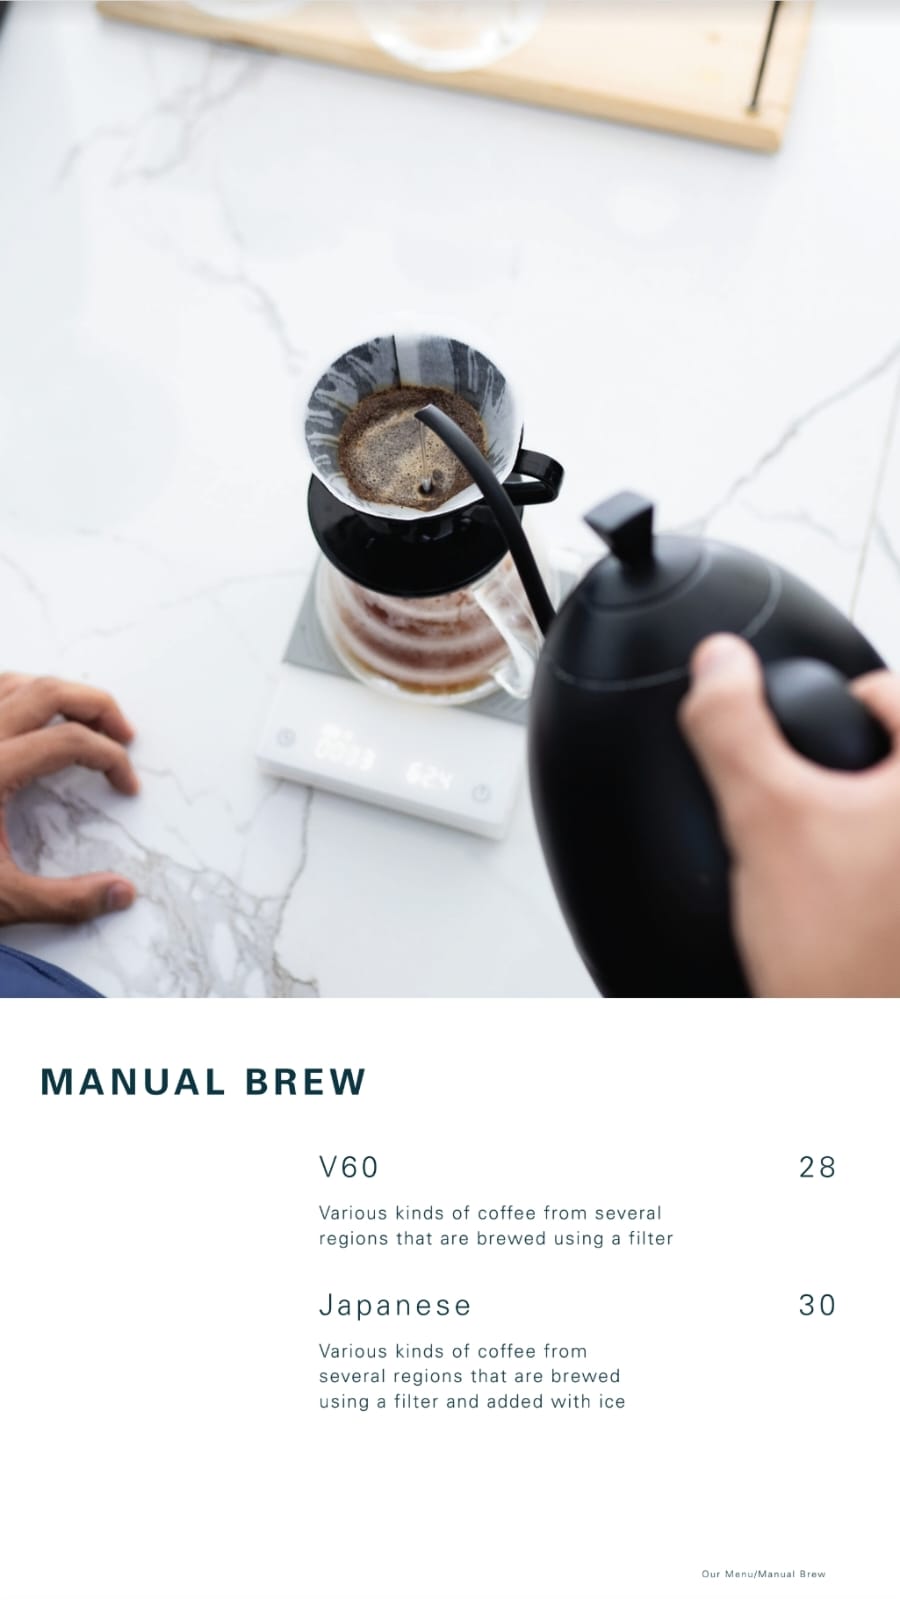 MANUAL BREW
V60 28
Various kinds of coffee from several
regions that are brewed using a filter
Japanese 30
Various kinds of coffee from
several regions that are brewed
using a filter and added with ice
Our Menu/Manual Brew